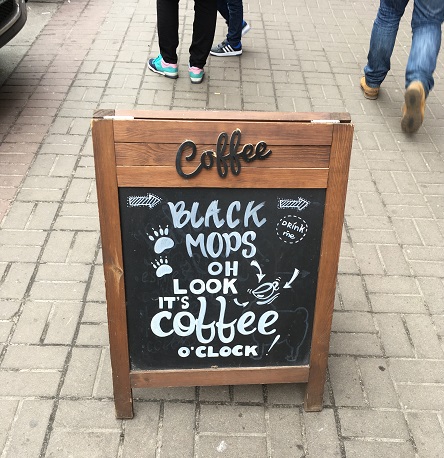 Coffee
BLACK
MOPS
DRINK
ME
OH
LOOK
IT'S
coffee
O'CLOCK!